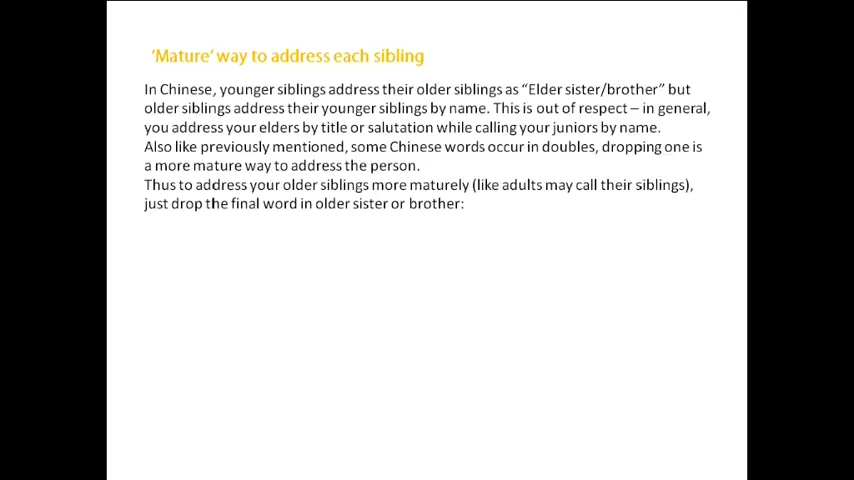 ‘Mature’ way to address each sibling
In Chinese, younger siblings address their older siblings as “Elder sister/brother” but
older siblings address their younger siblings by name. This is out of respect – in general,
you address your elders by title or salutation while calling your juniors by name.
Also like previously mentioned, some Chinese words occur in doubles, dropping one is
a more mature way to address the person.
Thus to address your older siblings more maturely (like adults may call their siblings),
just drop the final word in older sister or brother: